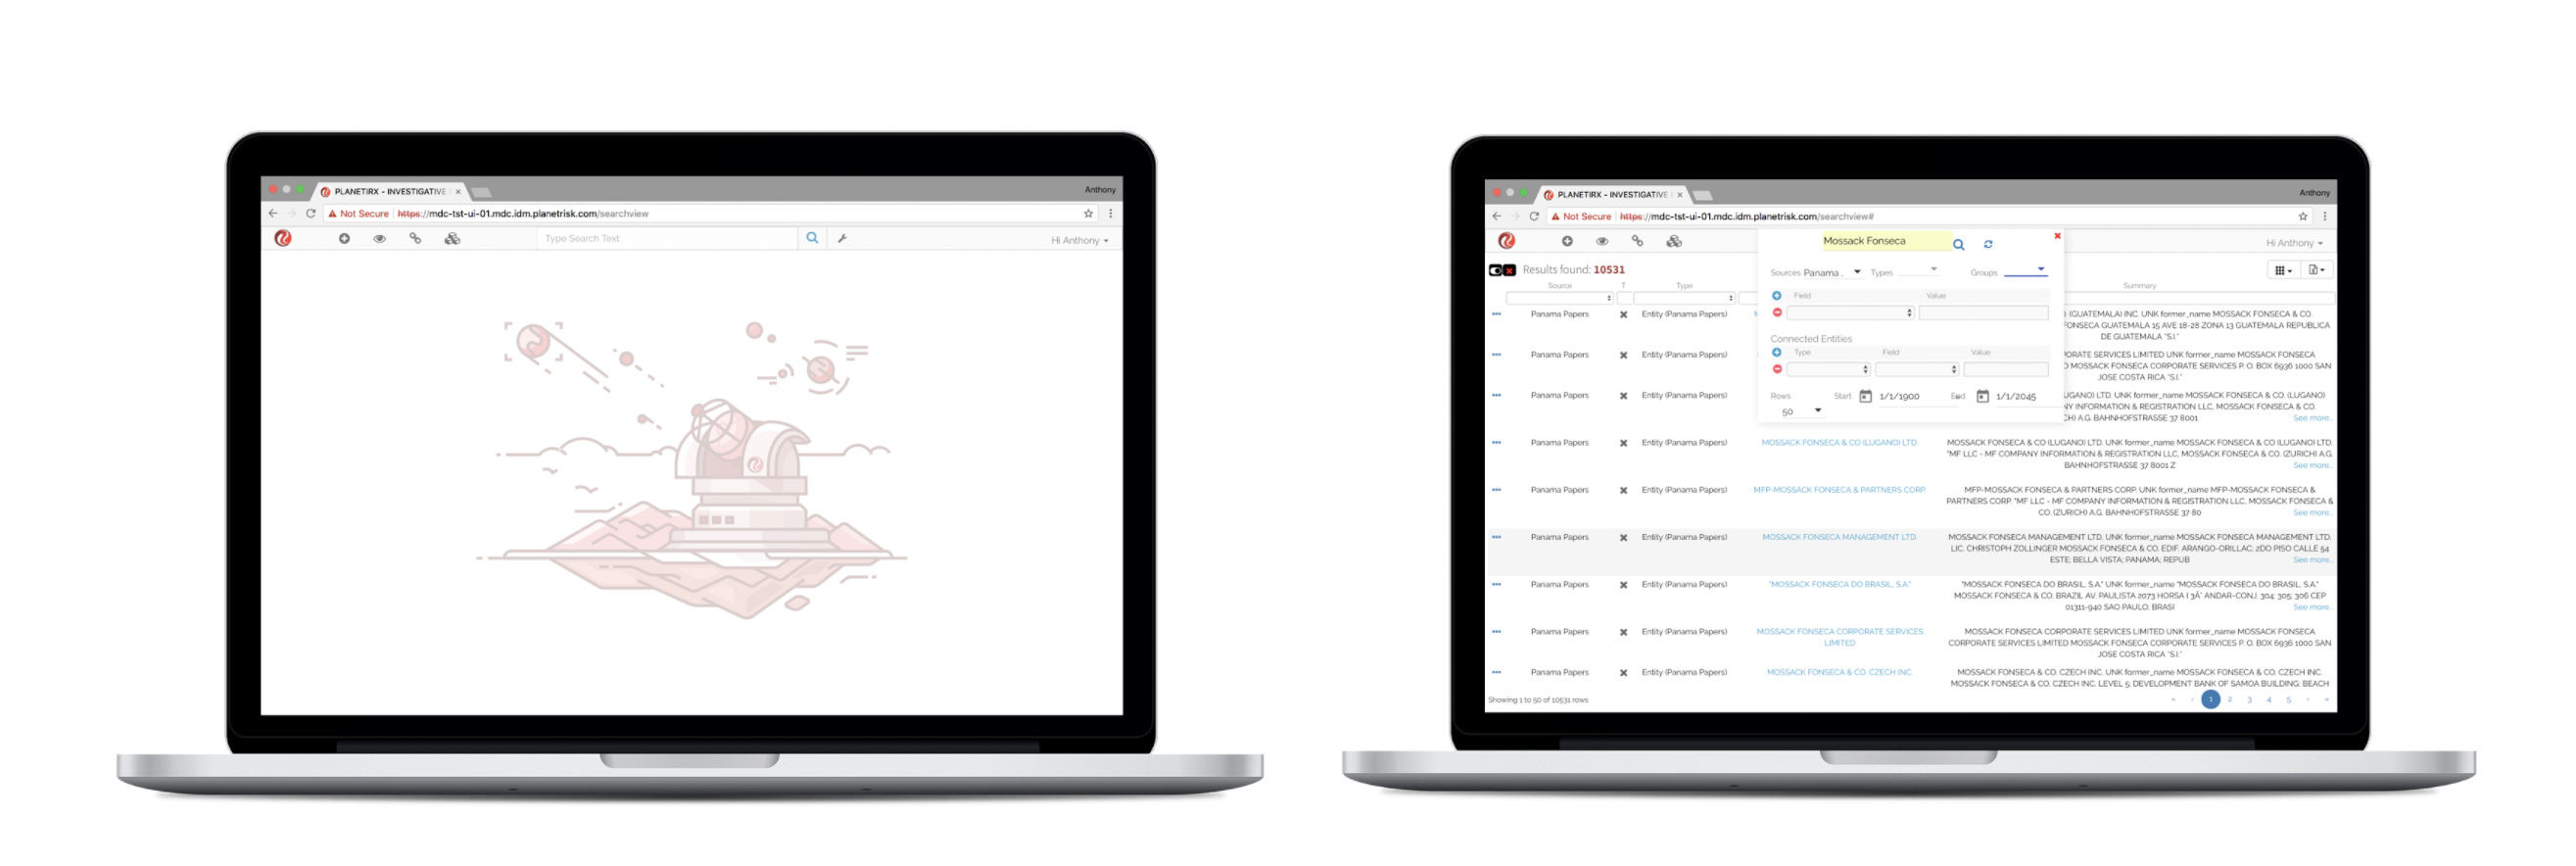 PLANETIRX - INVESTIGATIVE
Anthony
Not Secure https://mdc-tst-ui-01.mdc.idm.planetrisk.com/searchview
Type Search Text
Hi Anthony
PLANETIRX - INVESTIGATIVE
Anthony
Not Secure https://mdc-tst-ui-01.mdc.idm.planetrisk.com/searchview#
Mossack Fonseca
Hi Anthony
Results found: 10531
Sources Panama Types Groups
Field Value
Connected Entities
Type Field Value
Rows Start 1/1/1900 End 1/1/2045
50
Source T Type Summary
Panama Papers Entity (Panama Papers)
(GUATEMALA) INC. UNK former_name MOSSACK FONSECA & CO.
FONSECA GUATEMALA 15 AVE 18-28 ZONA 13 GUATEMALA REPUBLICA
DE GUATEMALA "S.I."
Panama Papers Entity (Panama Papers)
ORATE SERVICES LIMITED UNK former_name MOSSACK FONSECA
MOSSACK FONSECA CORPORATE SERVICES P. O. BOX 6936 1000 SAN
JOSE COSTA RICA "S.I."
Panama Papers Entity (Panama Papers)
UGANO) LTD. UNK former_name MOSSACK FONSECA & CO. (LUGANO)
NY INFORMATION & REGISTRATION LLC, MOSSACK FONSECA & CO.
CH) A.G. BAHNHOFSTRASSE 37 8001
See more..
Panama Papers Entity (Panama Papers) MOSSACK FONSECA & CO (LUGANO) LTD.
MOSSACK FONSECA & CO (LUGANO) LTD. UNK former_name MOSSACK FONSECA & CO (LUGANO) LTD.
"MF LLC - MF COMPANY INFORMATION & REGISTRATION LLC, MOSSACK FONSECA & CO. (ZURICH) A.G.
BAHNHOFSTRASSE 37 8001 Z
See more..
Panama Papers Entity (Panama Papers) MFP-MOSSACK FONSECA & PARTNERS CORP.
MFP-MOSSACK FONSECA & PARTNERS CORP. UNK former_name MFP-MOSSACK FONSECA &
PARTNERS CORP. "MF LLC - MF COMPANY INFORMATION & REGISTRATION LLC, MOSSACK FONSECA &
CO. (ZURICH) A.G. BAHNHOFSTRASSE 37 80
See more..
Panama Papers Entity (Panama Papers) MOSSACK FONSECA MANAGEMENT LTD.
MOSSACK FONSECA MANAGEMENT LTD. UNK former_name MOSSACK FONSECA MANAGEMENT LTD.
LIC. CHRISTOPH ZOLLINGER MOSSACK FONSECA & CO. EDIF. ARANGO-ORILLAC; 2DO PISO CALLE 54
ESTE; BELLA VISTA; PANAMA; REPUB
See more..
Panama Papers Entity (Panama Papers) "MOSSACK FONSECA DO BRASIL, S.A."
"MOSSACK FONSECA DO BRASIL, S.A." UNK former_name "MOSSACK FONSECA DO BRASIL, S.A."
MOSSACK FONSECA & CO. BRAZIL AV. PAULISTA 2073 HORSA I 3Â° ANDAR-CONJ. 304; 305; 306 CEP
01311-940 SAO PAULO; BRASI
See more..
Panama Papers Entity (Panama Papers) MOSSACK FONSECA CORPORATE SERVICES
LIMITED
MOSSACK FONSECA CORPORATE SERVICES LIMITED UNK former_name MOSSACK FONSECA
CORPORATE SERVICES LIMITED MOSSACK FONSECA CORPORATE SERVICES P. O. BOX 6936 1000 SAN
JOSE COSTA RICA "S.I."
Panama Papers Entity (Panama Papers) MOSSACK FONSECA & CO. CZECH INC.
MOSSACK FONSECA & CO. CZECH INC. UNK former_name MOSSACK FONSECA & CO. CZECH INC.
MOSSACK FONSECA & CO. CZECH INC. LEVEL 5; DEVELOPMENT BANK OF SAMOA BUILDING; BEACH
Showing 1 to 50 of 10531 rows
« ‹ 1 2 3 4 5 › »